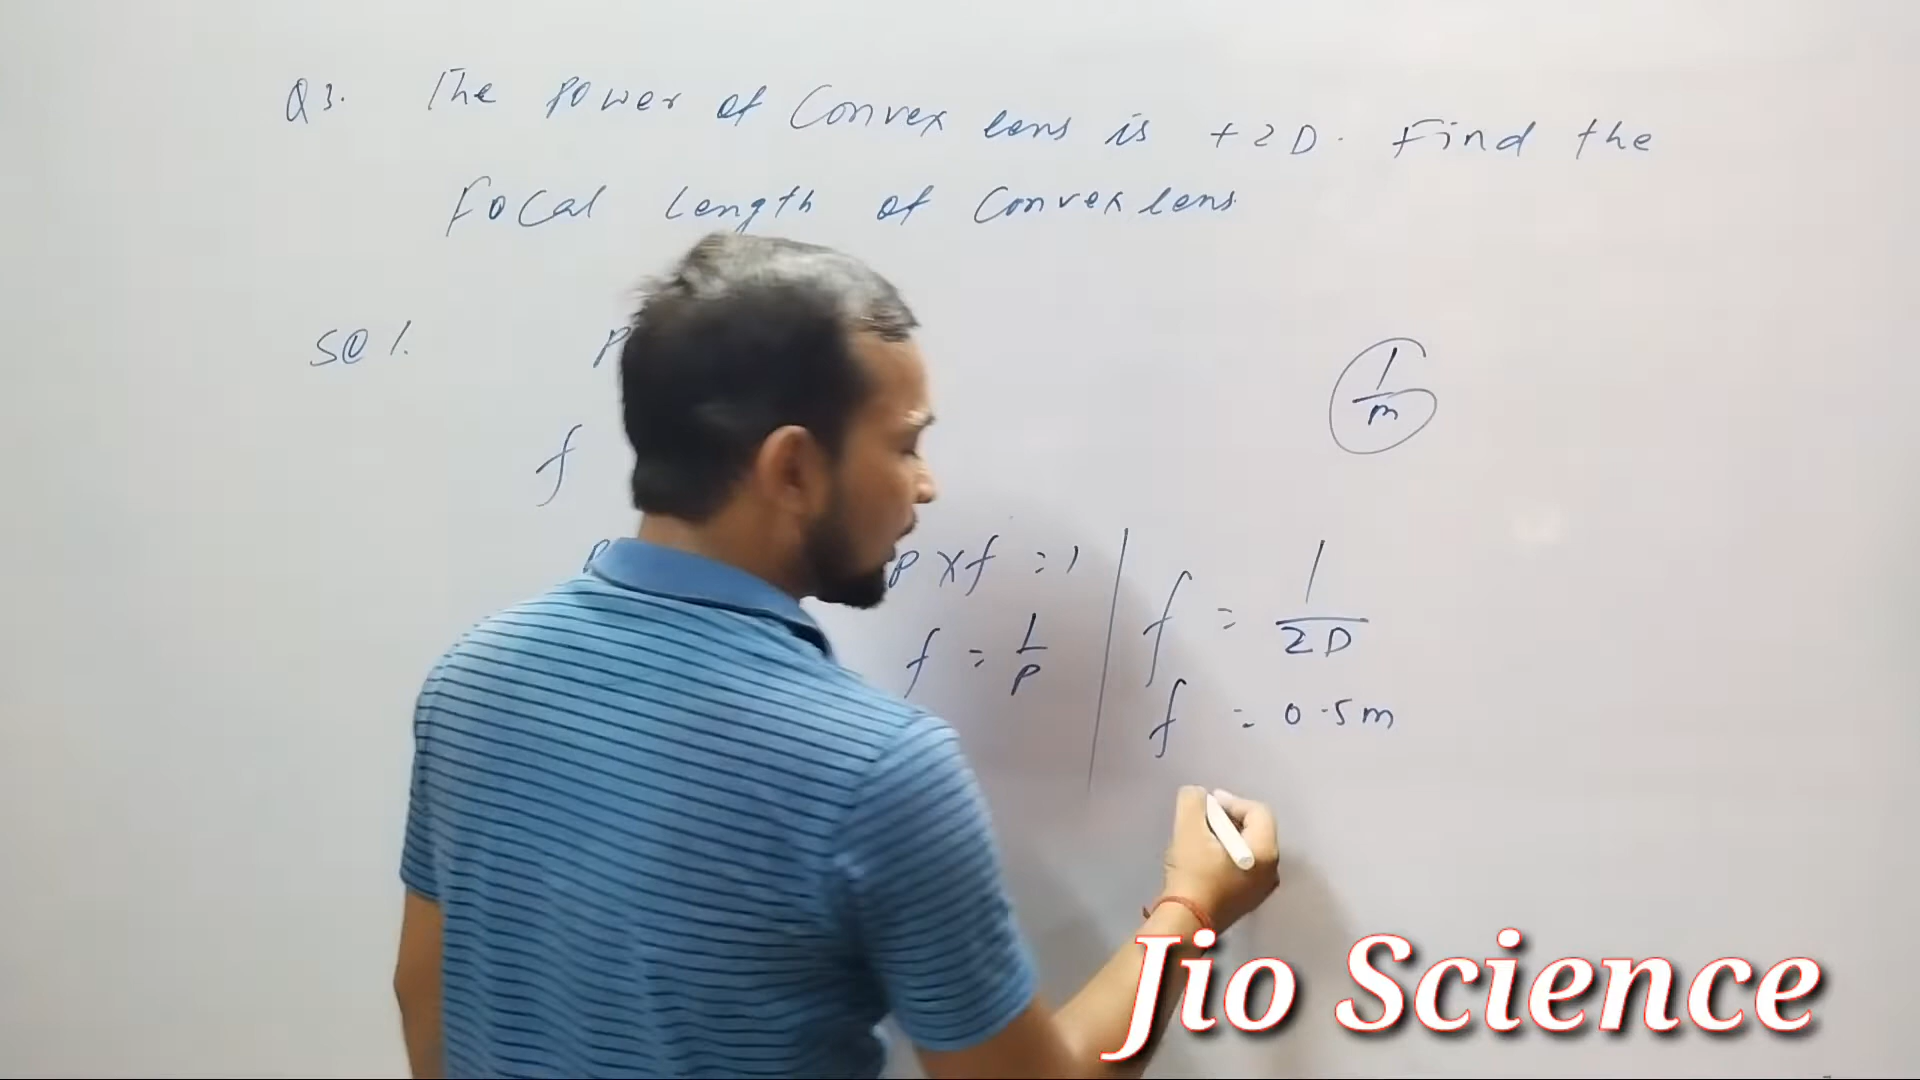 Q3. The Power of Convex lens is +2D. Find the
Focal Length of Convex lens.
Sol.
P
1/m
f
P
P x f = 1
f = 1/P
f = 1/2D
f = 0.5m
Jio Science